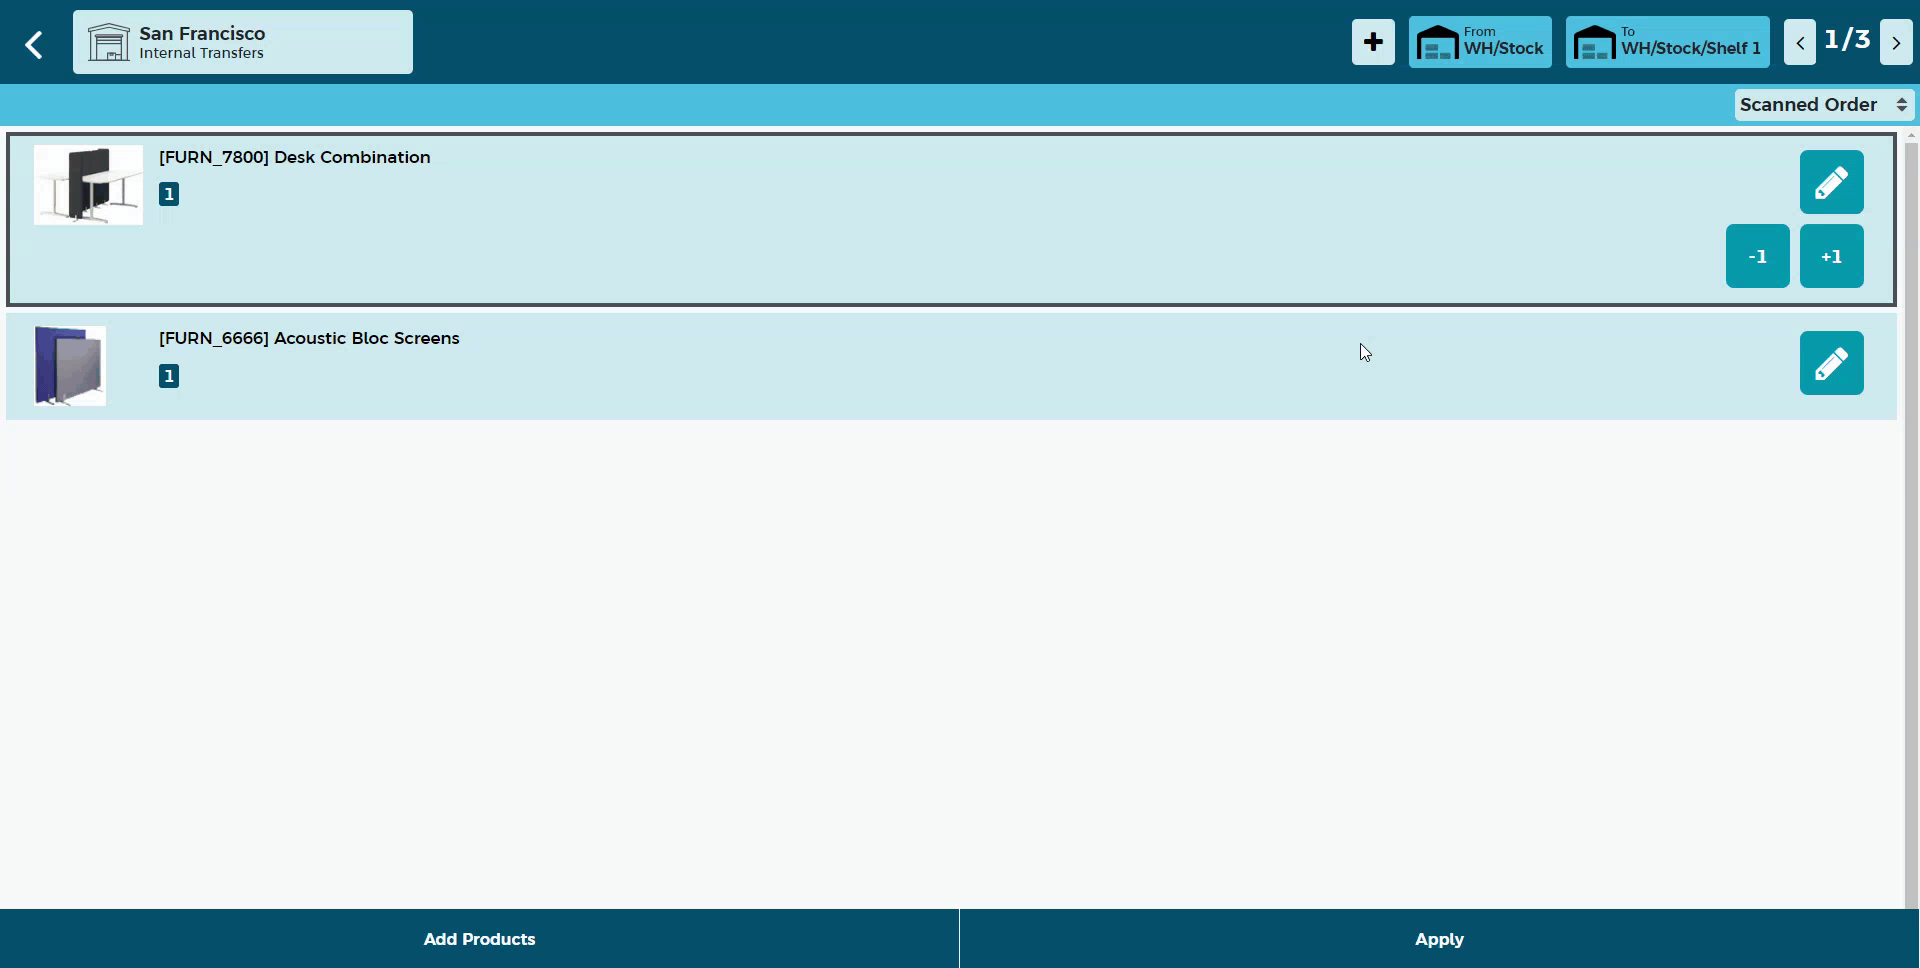 San Francisco
Internal Transfers
From
WH/Stock
To
WH/Stock/Shelf 1
1/3
Scanned Order
[FURN_7800] Desk Combination
1
-1
+1
[FURN_6666] Acoustic Bloc Screens
1
Add Products
Apply